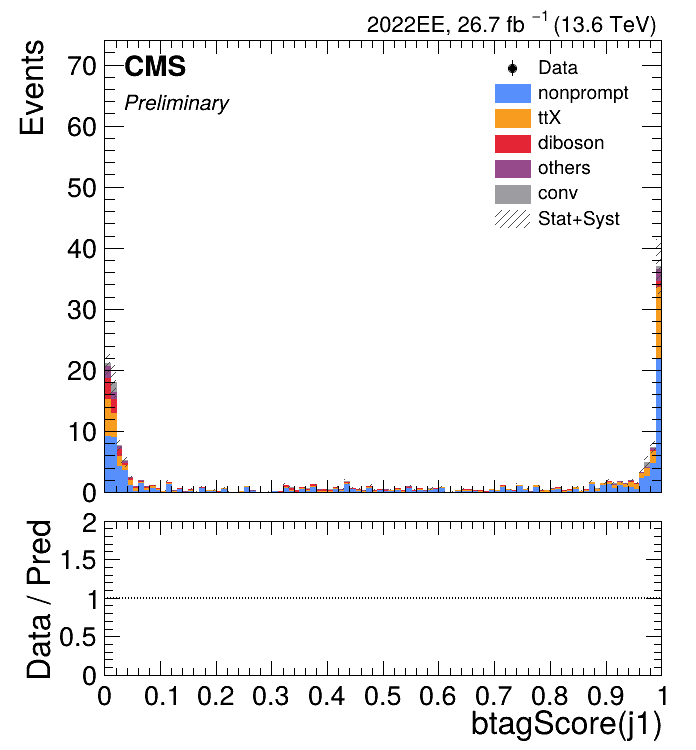 2022EE, 26.7 fb⁻¹ (13.6 TeV)
CMS
Preliminary
Events
70
60
50
40
30
20
10
0
Data
nonprompt
ttX
diboson
others
conv
Stat+Syst
Data / Pred
2
1.5
1
0.5
0
0 0.1 0.2 0.3 0.4 0.5 0.6 0.7 0.8 0.9 1
btagScore(j1)